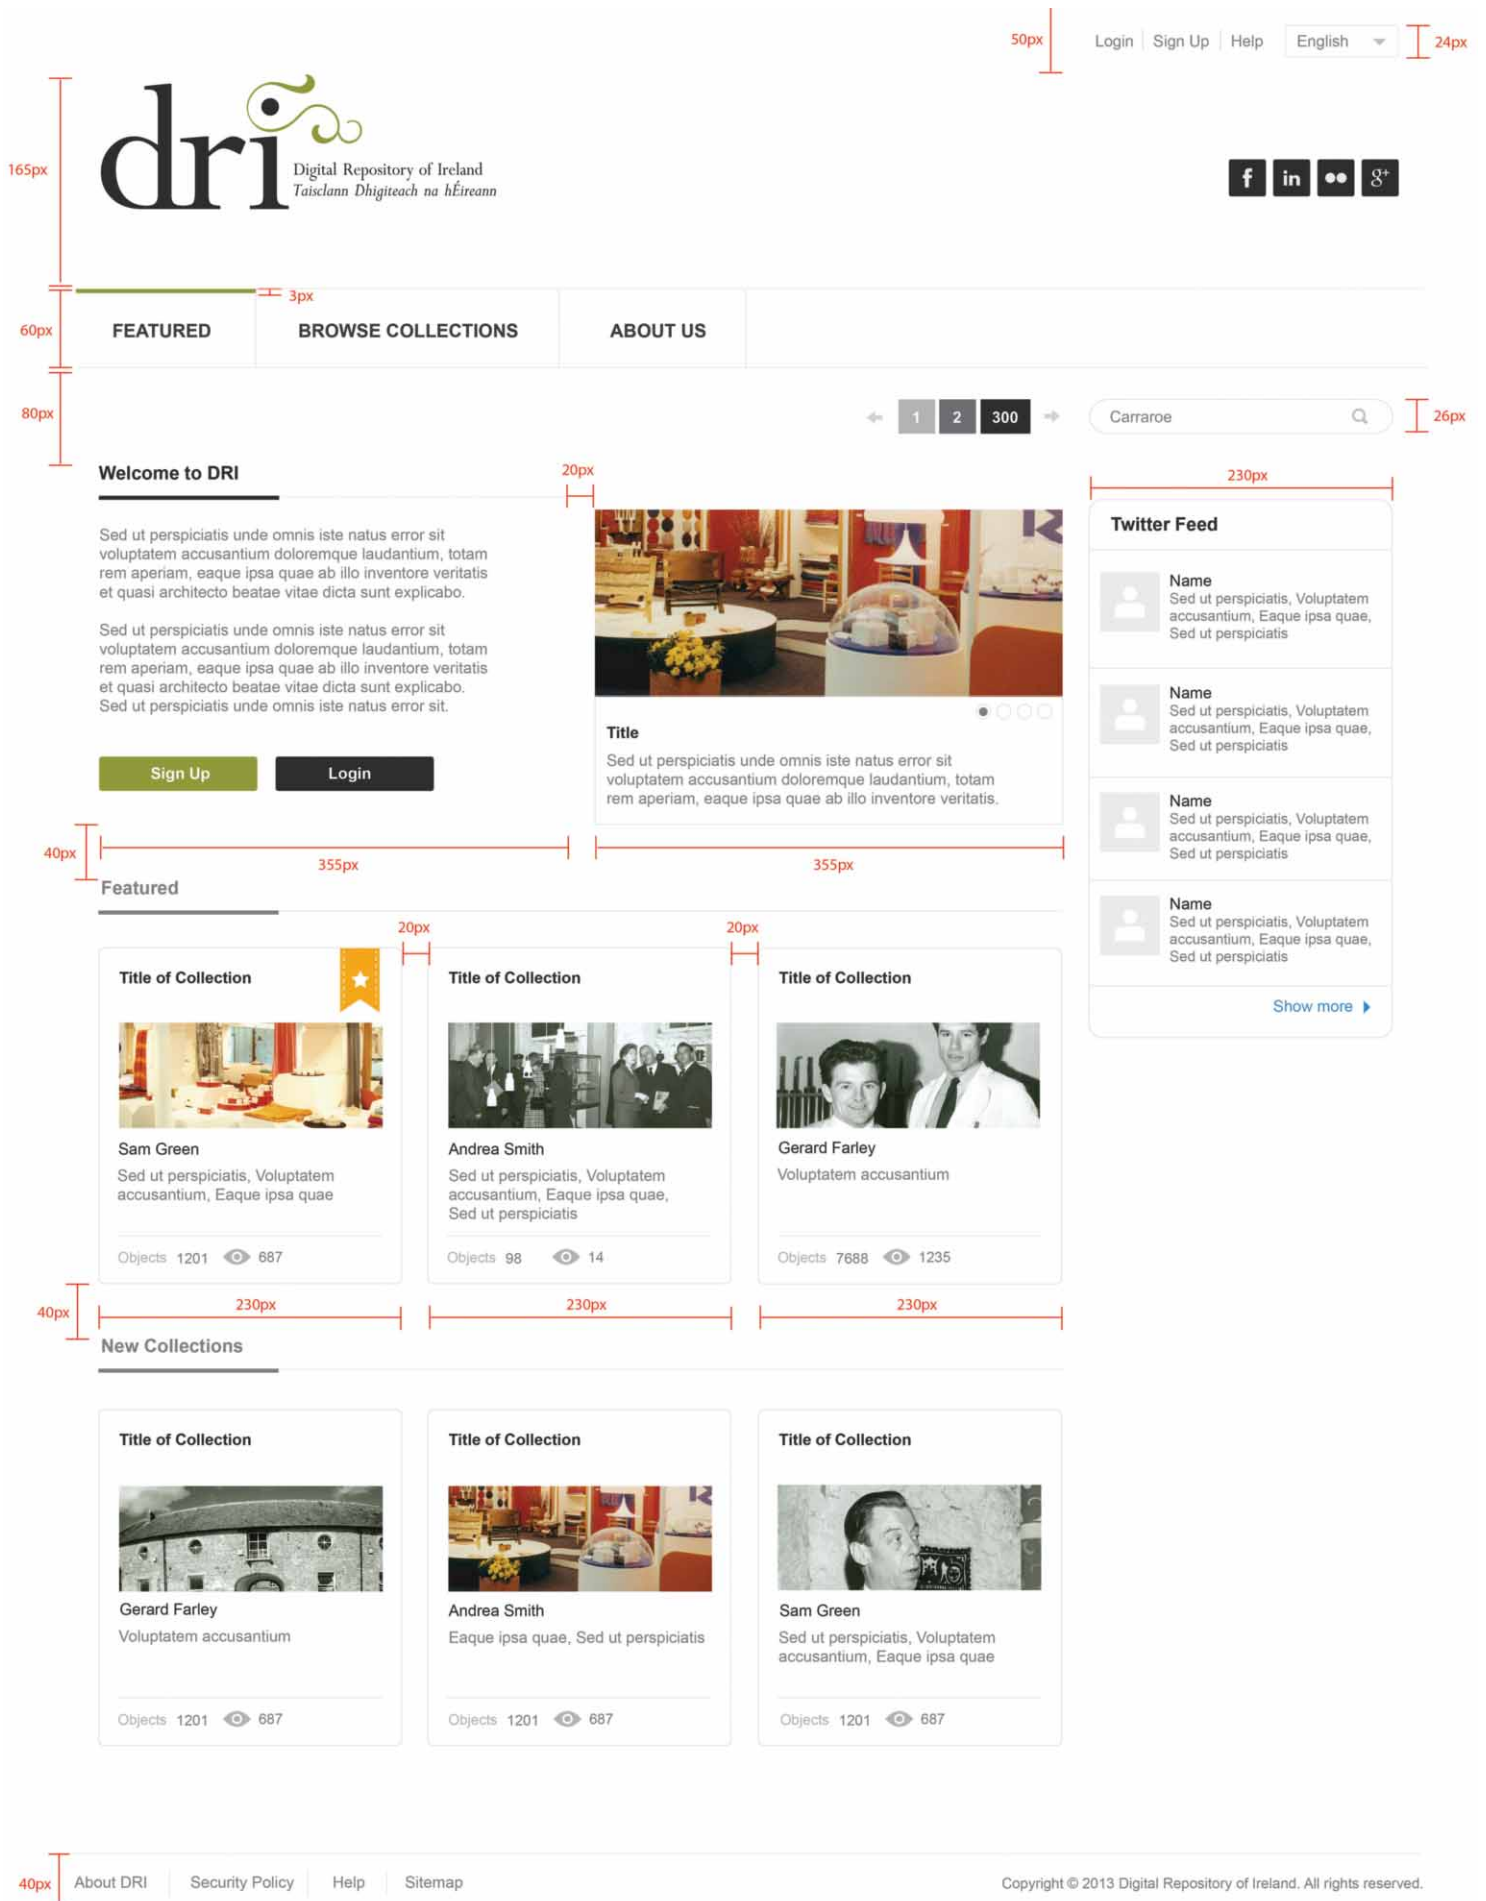 50px
Login Sign Up Help English
24px
165px
dri
Digital Repository of Ireland
Taisclann Dhigiteach na hÉireann
f in g+
3px
60px
FEATURED BROWSE COLLECTIONS ABOUT US
80px
1 2 300
Carraroe
26px
Welcome to DRI
20px
230px
Sed ut perspiciatis unde omnis iste natus error sit
voluptatem accusantium doloremque laudantium, totam
rem aperiam, eaque ipsa quae ab illo inventore veritatis
et quasi architecto beatae vitae dicta sunt explicabo.
Sed ut perspiciatis unde omnis iste natus error sit
voluptatem accusantium doloremque laudantium, totam
rem aperiam, eaque ipsa quae ab illo inventore veritatis
et quasi architecto beatae vitae dicta sunt explicabo.
Sed ut perspiciatis unde omnis iste natus error sit.
Sign Up Login
Title
Sed ut perspiciatis unde omnis iste natus error sit
voluptatem accusantium doloremque laudantium, totam
rem aperiam, eaque ipsa quae ab illo inventore veritatis.
Twitter Feed
Name
Sed ut perspiciatis, Voluptatem
accusantium, Eaque ipsa quae,
Sed ut perspiciatis
Name
Sed ut perspiciatis, Voluptatem
accusantium, Eaque ipsa quae,
Sed ut perspiciatis
Name
Sed ut perspiciatis, Voluptatem
accusantium, Eaque ipsa quae,
Sed ut perspiciatis
Name
Sed ut perspiciatis, Voluptatem
accusantium, Eaque ipsa quae,
Sed ut perspiciatis
Show more
40px
355px
355px
Featured
20px
20px
Title of Collection
Sam Green
Sed ut perspiciatis, Voluptatem
accusantium, Eaque ipsa quae
Objects 1201 687
Title of Collection
Andrea Smith
Sed ut perspiciatis, Voluptatem
accusantium, Eaque ipsa quae,
Sed ut perspiciatis
Objects 98 14
Title of Collection
Gerard Farley
Voluptatem accusantium
Objects 7688 1235
40px
230px
230px
230px
New Collections
Title of Collection
Gerard Farley
Voluptatem accusantium
Objects 1201 687
Title of Collection
Andrea Smith
Eaque ipsa quae, Sed ut perspiciatis
Objects 1201 687
Title of Collection
Sam Green
Sed ut perspiciatis, Voluptatem
accusantium, Eaque ipsa quae
Objects 1201 687
40px
About DRI Security Policy Help Sitemap
Copyright © 2013 Digital Repository of Ireland. All rights reserved.